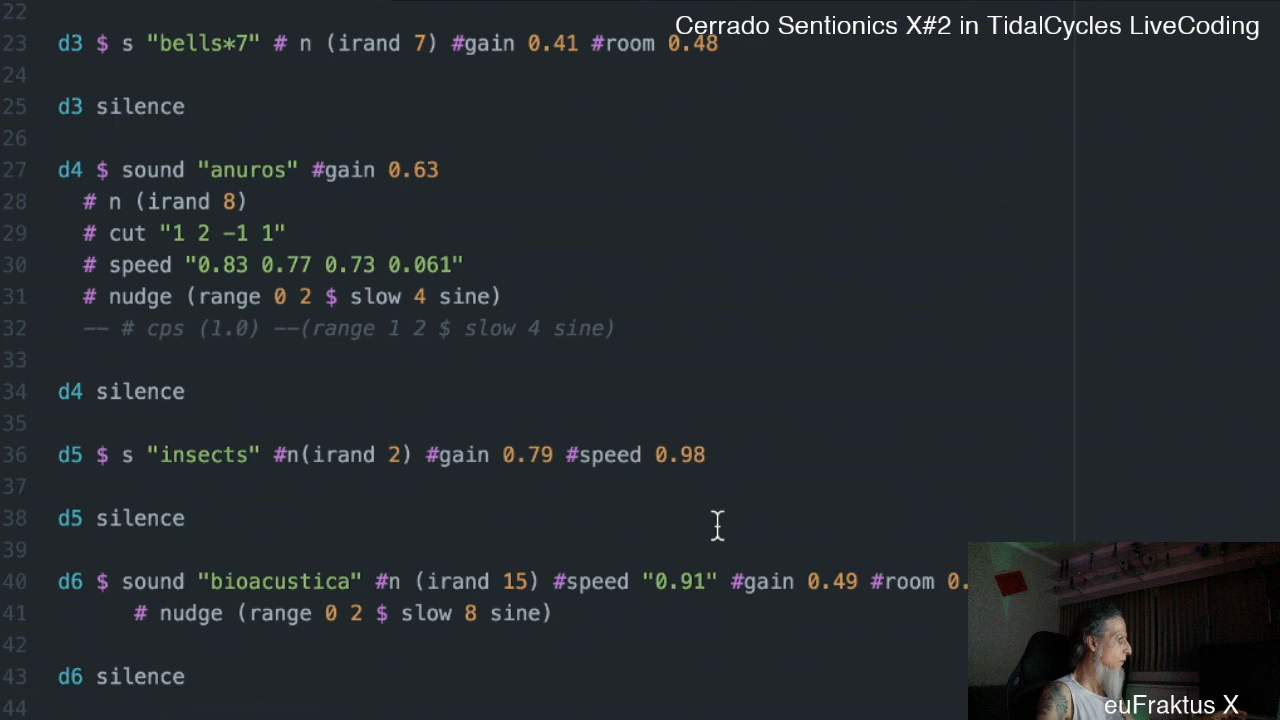 Cerrado Sentionics X#2 in TidalCycles LiveCoding
22
23 d3 $ s "bells*7" # n (irand 7) #gain 0.41 #room 0.48
24
25 d3 silence
26
27 d4 $ sound "anuros" #gain 0.63
28 # n (irand 8)
29 # cut "1 2 -1 1"
30 # speed "0.83 0.77 0.73 0.061"
31 # nudge (range 0 2 $ slow 4 sine)
32 -- # cps (1.0) --(range 1 2 $ slow 4 sine)
33
34 d4 silence
35
36 d5 $ s "insects" #n(irand 2) #gain 0.79 #speed 0.98
37
38 d5 silence
39
40 d6 $ sound "bioacustica" #n (irand 15) #speed "0.91" #gain 0.49 #room 0.
41 # nudge (range 0 2 $ slow 8 sine)
42
43 d6 silence
44
euFraktus X